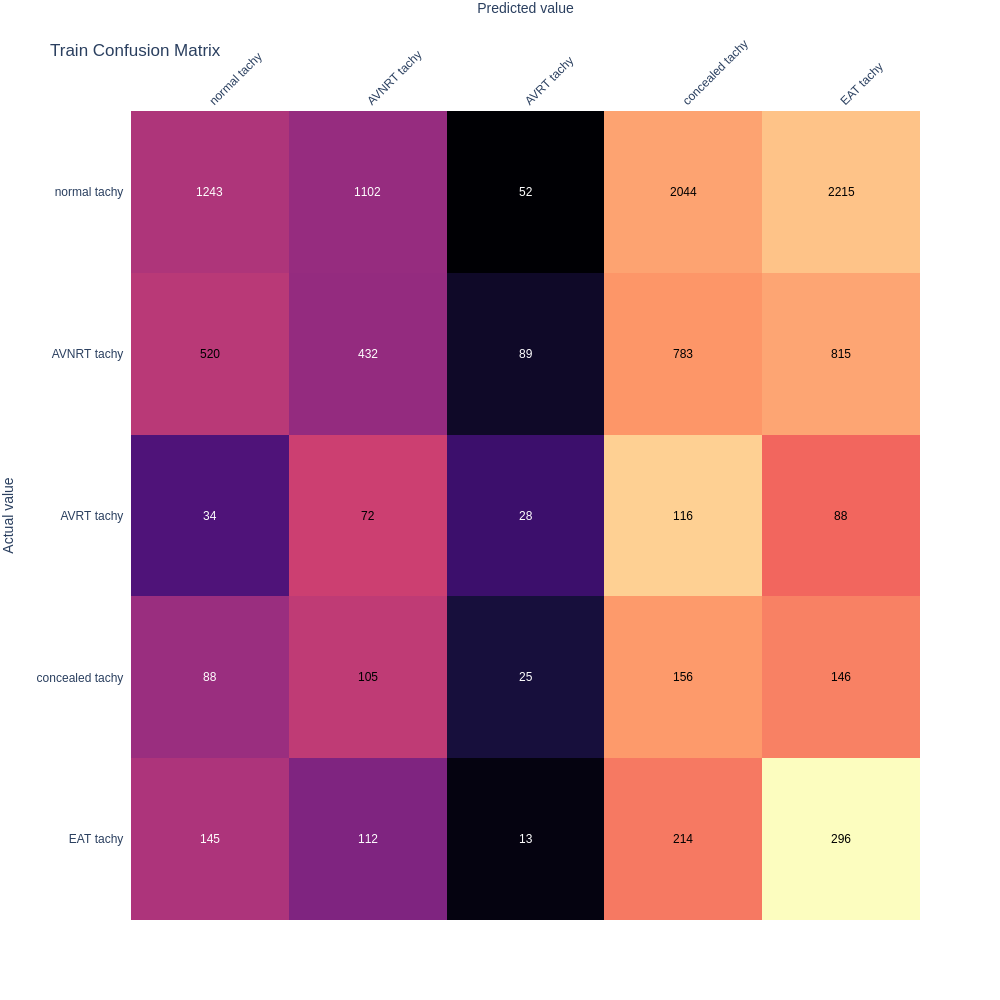 Predicted value
Train Confusion Matrix
normal tachy AVNRT tachy AVRT tachy concealed tachy EAT tachy
normal tachy 1243 1102 52 2044 2215
AVNRT tachy 520 432 89 783 815
AVRT tachy 34 72 28 116 88
concealed tachy 88 105 25 156 146
EAT tachy 145 112 13 214 296
Actual value